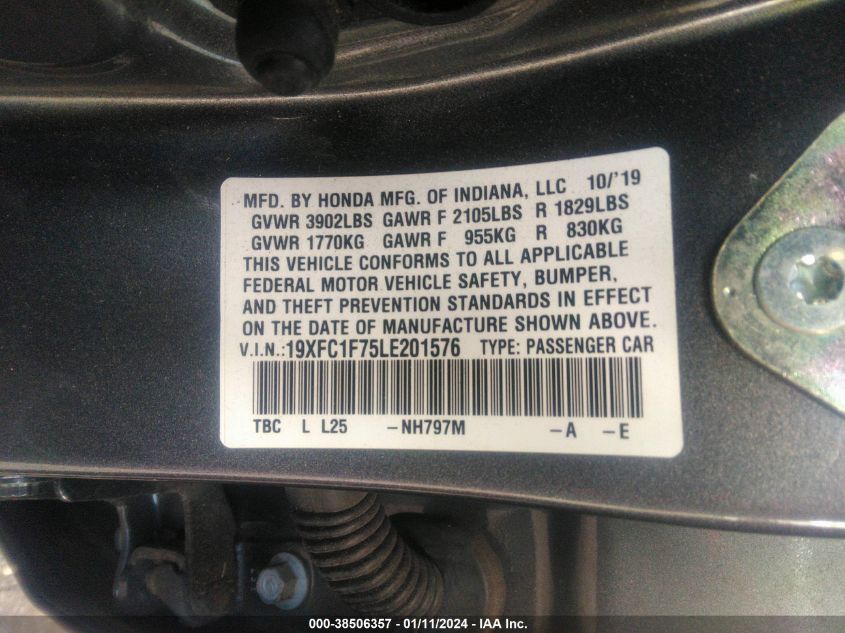 MFD. BY HONDA MFG. OF INDIANA, LLC 10/'19
GVWR 3902LBS GAWR F 2105LBS R 1829LBS
GVWR 1770KG GAWR F 955KG R 830KG
THIS VEHICLE CONFORMS TO ALL APPLICABLE
FEDERAL MOTOR VEHICLE SAFETY, BUMPER,
AND THEFT PREVENTION STANDARDS IN EFFECT
ON THE DATE OF MANUFACTURE SHOWN ABOVE.
V.I.N.:19XFC1F75LE201576 TYPE: PASSENGER CAR
TBC L L25 -NH797M -A -E
000-38506357 - 01/11/2024 - IAA Inc.